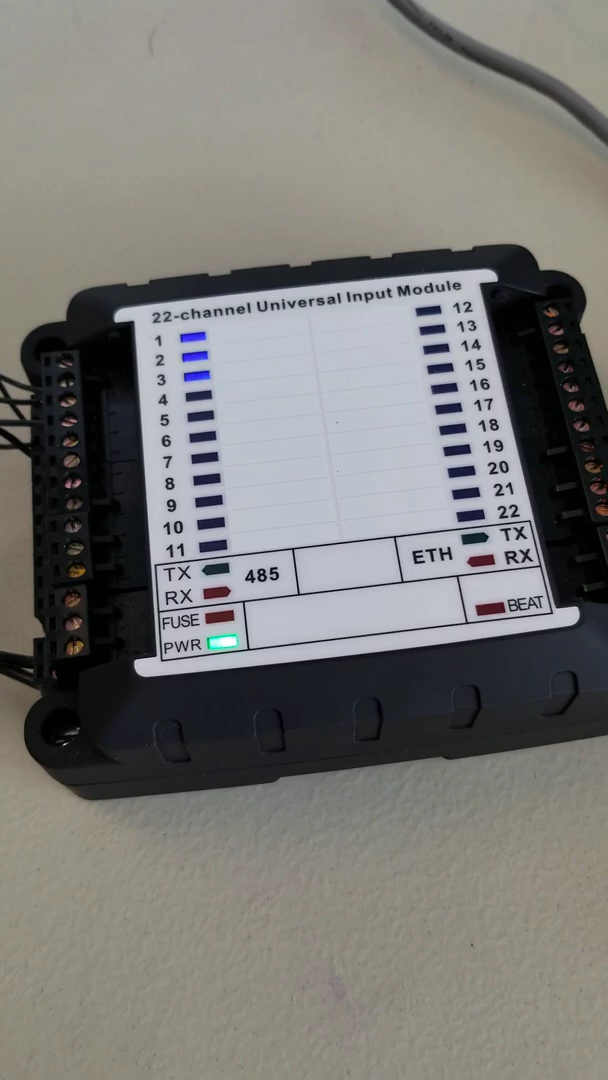 22-channel Universal Input Module
1
2
3
4
5
6
7
8
9
10
11
12
13
14
15
16
17
18
19
20
21
22
TX
RX
485
ETH
TX
RX
FUSE
PWR
BEAT